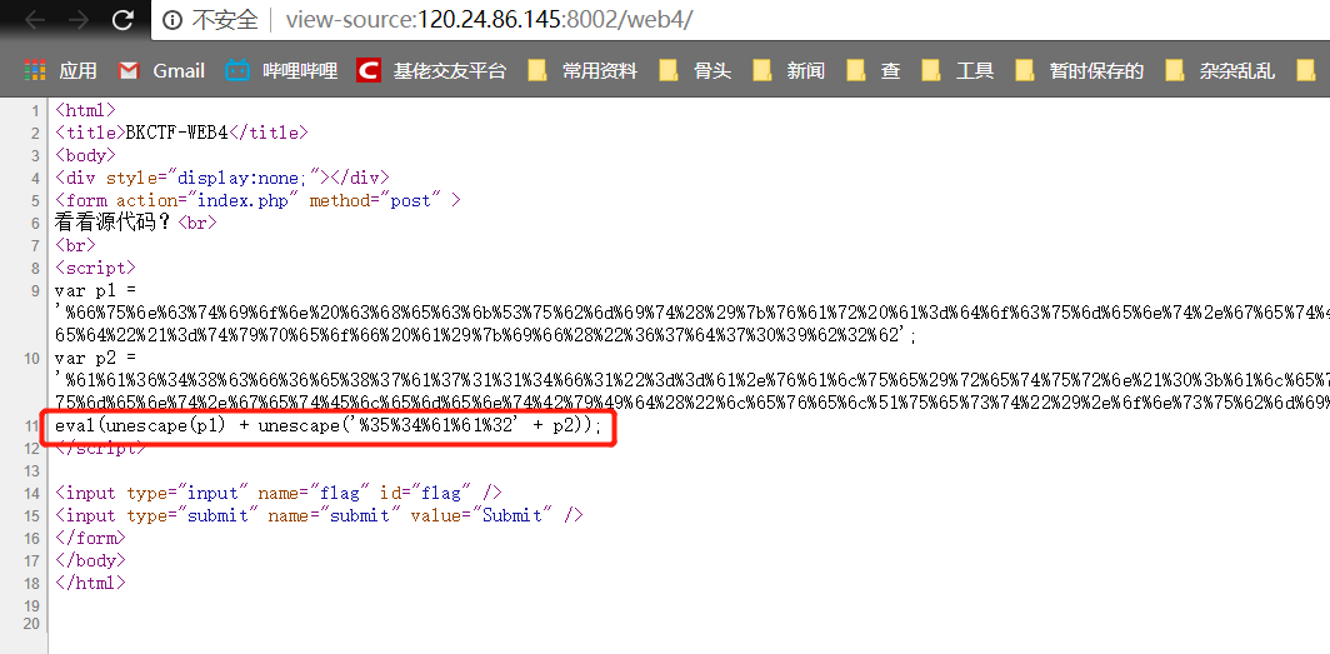 不安全 view-source:120.24.86.145:8002/web4/
应用 Gmail 哔哩哔哩 C 基佬交友平台 常用资料 骨头 新闻 查 工具 暂时保存的 杂杂乱乱
1 <html>
2 <title>BKCTF-WEB4</title>
3 <body>
4 <div style="display:none;"></div>
5 <form action="index.php" method="post" >
6 看看源代码？<br>
7 <br>
8 <script>
9 var p1 =
'%66%75%6e%63%74%69%6f%6e%20%63%68%65%63%6b%53%75%62%6d%69%74%28%29%7b%76%61%72%20%61%3d%64%6f%63%75%6d%65%6e%74%2e%67%65%74%4
65%64%22%21%3d%74%79%70%65%6f%66%20%61%29%7b%69%66%28%22%36%37%64%37%30%39%62%32%62';
10 var p2 =
'%61%61%36%34%38%63%66%36%65%38%37%61%37%31%31%34%66%31%22%3d%3d%61%2e%76%61%6c%75%65%29%72%65%74%75%72%6e%21%30%3b%61%6c%65%7
75%6d%65%6e%74%2e%67%65%74%45%6c%65%6d%65%6e%74%42%79%49%64%28%22%6c%65%76%65%6c%51%75%65%73%74%22%29%2e%6f%6e%73%75%62%6d%69%
11 eval(unescape(p1) + unescape('%35%34%61%61%32' + p2));
12 </script>
13
14 <input type="input" name="flag" id="flag" />
15 <input type="submit" name="submit" value="Submit" />
16 </form>
17 </body>
18 </html>
19
20